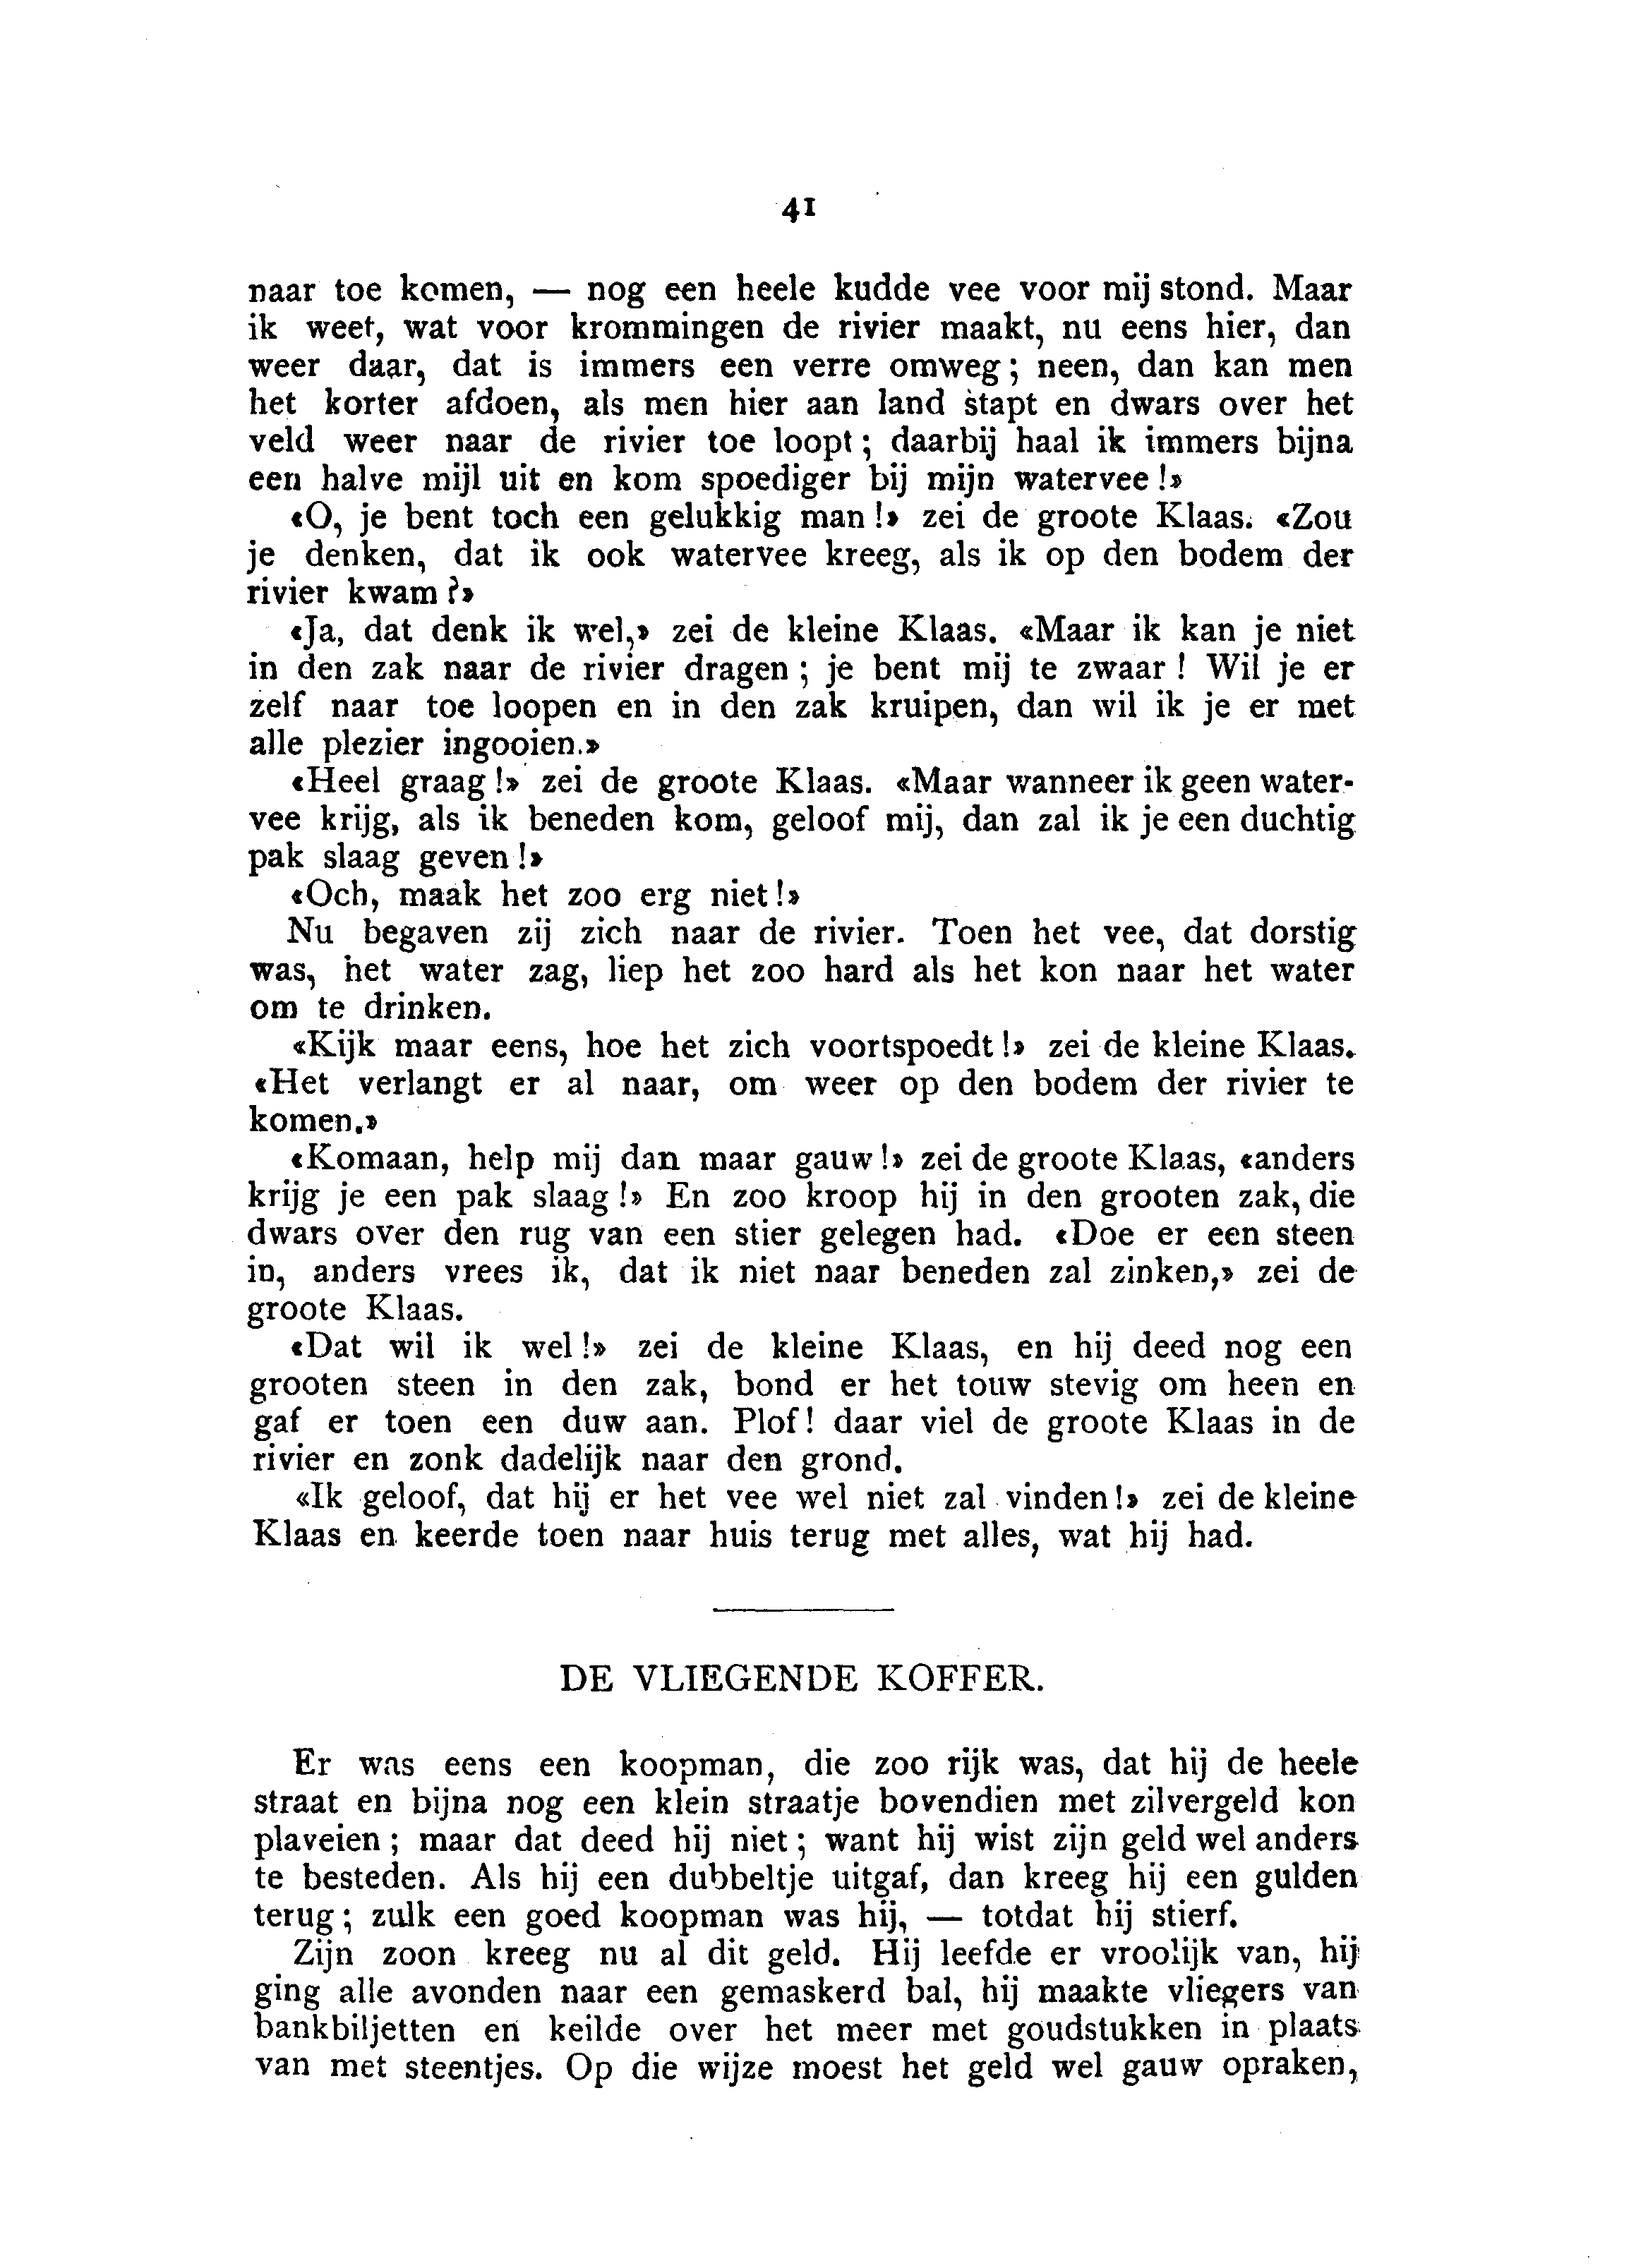 41
naar toe komen, — nog een heele kudde vee voor mij stond. Maar
ik weet, wat voor krommingen de rivier maakt, nu eens hier, dan
weer daar, dat is immers een verre omweg; neen, dan kan men
het korter afdoen, als men hier aan land stapt en dwars over het
veld weer naar de rivier toe loopt; daarbij haal ik immers bijna
een halve mijl uit en kom spoediger bij mijn watervee!»
«O, je bent toch een gelukkig man!» zei de groote Klaas. «Zou
je denken, dat ik ook watervee kreeg, als ik op den bodem der
rivier kwam?»
«Ja, dat denk ik wel,» zei de kleine Klaas. «Maar ik kan je niet
in den zak naar de rivier dragen; je bent mij te zwaar! Wil je er
zelf naar toe loopen en in den zak kruipen, dan wil ik je er met
alle plezier ingooien.»
«Heel graag!» zei de groote Klaas. «Maar wanneer ik geen water-
vee krijg, als ik beneden kom, geloof mij, dan zal ik je een duchtig
pak slaag geven!»
«Och, maak het zoo erg niet!»
Nu begaven zij zich naar de rivier. Toen het vee, dat dorstig
was, het water zag, liep het zoo hard als het kon naar het water
om te drinken.
«Kijk maar eens, hoe het zich voortspoedt!» zei de kleine Klaas.
«Het verlangt er al naar, om weer op den bodem der rivier te
komen.»
«Komaan, help mij dan maar gauw!» zei de groote Klaas, «anders
krijg je een pak slaag!» En zoo kroop hij in den grooten zak, die
dwars over den rug van een stier gelegen had. «Doe er een steen
in, anders vrees ik, dat ik niet naar beneden zal zinken,» zei de
groote Klaas.
«Dat wil ik wel!» zei de kleine Klaas, en hij deed nog een
grooten steen in den zak, bond er het touw stevig om heen en
gaf er toen een duw aan. Plof! daar viel de groote Klaas in de
rivier en zonk dadelijk naar den grond.
«Ik geloof, dat hij er het vee wel niet zal vinden!» zei de kleine
Klaas en keerde toen naar huis terug met alles, wat hij had.
DE VLIEGENDE KOFFER.
Er was eens een koopman, die zoo rijk was, dat hij de heele
straat en bijna nog een klein straatje bovendien met zilvergeld kon
plaveien; maar dat deed hij niet; want hij wist zijn geld wel anders
te besteden. Als hij een dubbeltje uitgaf, dan kreeg hij een gulden
terug; zulk een goed koopman was hij, — totdat hij stierf.
Zijn zoon kreeg nu al dit geld. Hij leefde er vroolijk van, hij
ging alle avonden naar een gemaskerd bal, hij maakte vliegers van
bankbiljetten en keilde over het meer met goudstukken in plaats
van met steentjes. Op die wijze moest het geld wel gauw opraken,